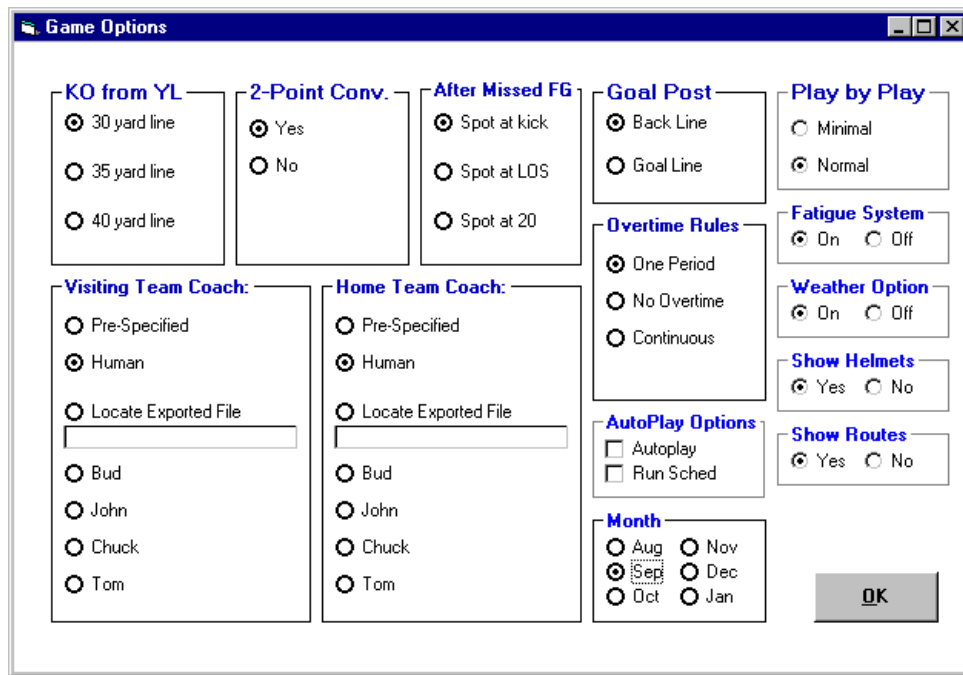 Game Options
KO from YL
30 yard line
35 yard line
40 yard line
2-Point Conv.
Yes
No
After Missed FG
Spot at kick
Spot at LOS
Spot at 20
Goal Post
Back Line
Goal Line
Play by Play
Minimal
Normal
Overtime Rules
One Period
No Overtime
Continuous
Fatigue System
On Off
Weather Option
On Off
Show Helmets
Yes No
Show Routes
Yes No
Visiting Team Coach:
Pre-Specified
Human
Locate Exported File
Bud
John
Chuck
Tom
Home Team Coach:
Pre-Specified
Human
Locate Exported File
Bud
John
Chuck
Tom
AutoPlay Options
Autoplay
Run Sched
Month
Aug Nov
Sep Dec
Oct Jan
OK